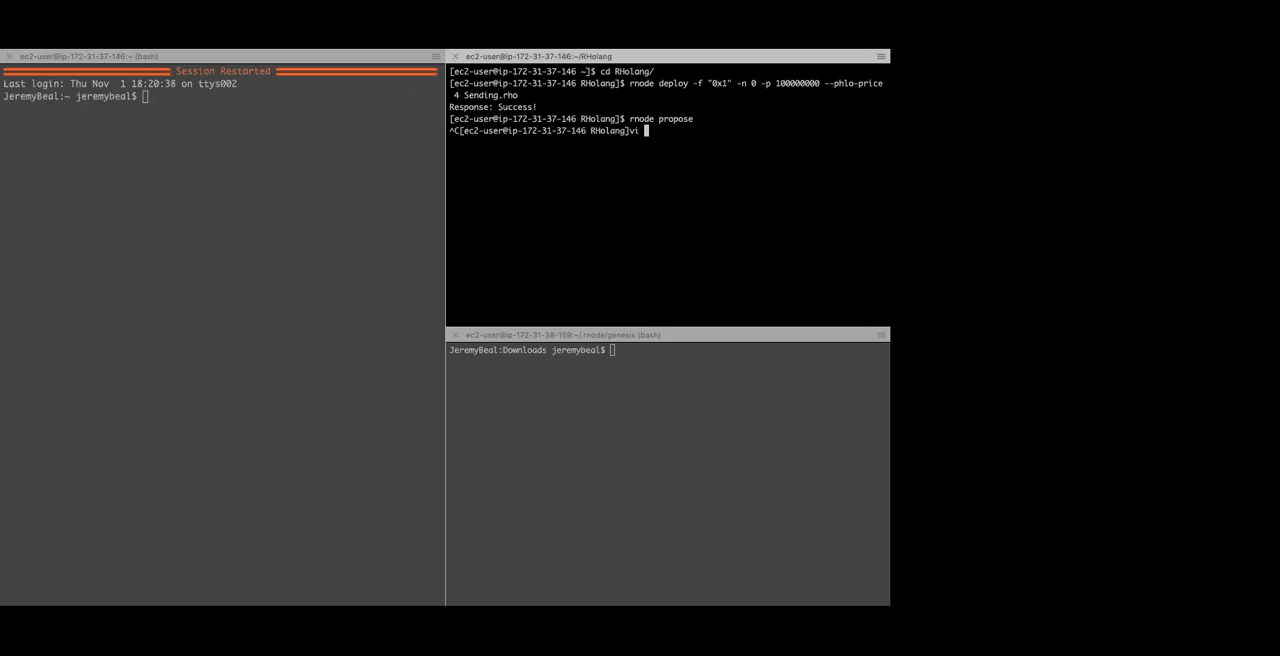 ec2-user@ip-172-31-37-146:~ (bash)
Session Restarted
Last login: Thu Nov  1 18:20:38 on ttys002
JeremyBeal:~ jeremybeal$
ec2-user@ip-172-31-37-146:~/RHolang
[ec2-user@ip-172-31-37-146 ~]$ cd RHolang/
[ec2-user@ip-172-31-37-146 RHolang]$ rnode deploy -f "0x1" -n 0 -p 100000000 --phlo-price
4 Sending.rho
Response: Success!
[ec2-user@ip-172-31-37-146 RHolang]$ rnode propose
^C[ec2-user@ip-172-31-37-146 RHolang]vi
ec2-user@ip-172-31-38-159:~/.rnode/genesis (bash)
JeremyBeal:Downloads jeremybeal$